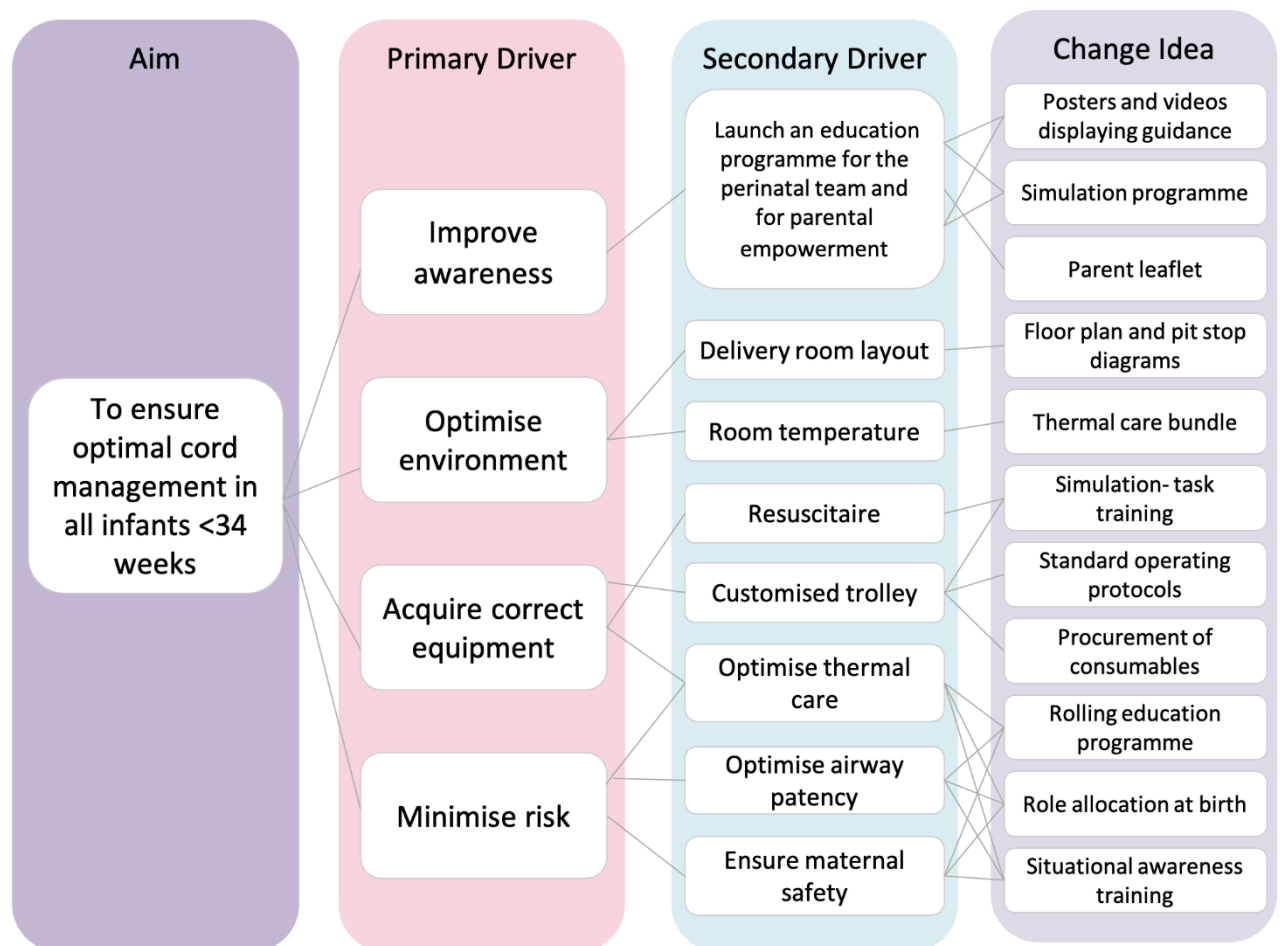 Aim
To ensure
optimal cord
management in
all infants <34
weeks
Primary Driver
Improve
awareness
Optimise
environment
Acquire correct
equipment
Minimise risk
Secondary Driver
Launch an education
programme for the
perinatal team and
for parental
empowerment
Delivery room layout
Room temperature
Resuscitaire
Customised trolley
Optimise thermal
care
Optimise airway
patency
Ensure maternal
safety
Change Idea
Posters and videos
displaying guidance
Simulation programme
Parent leaflet
Floor plan and pit stop
diagrams
Thermal care bundle
Simulation- task
training
Standard operating
protocols
Procurement of
consumables
Rolling education
programme
Role allocation at birth
Situational awareness
training